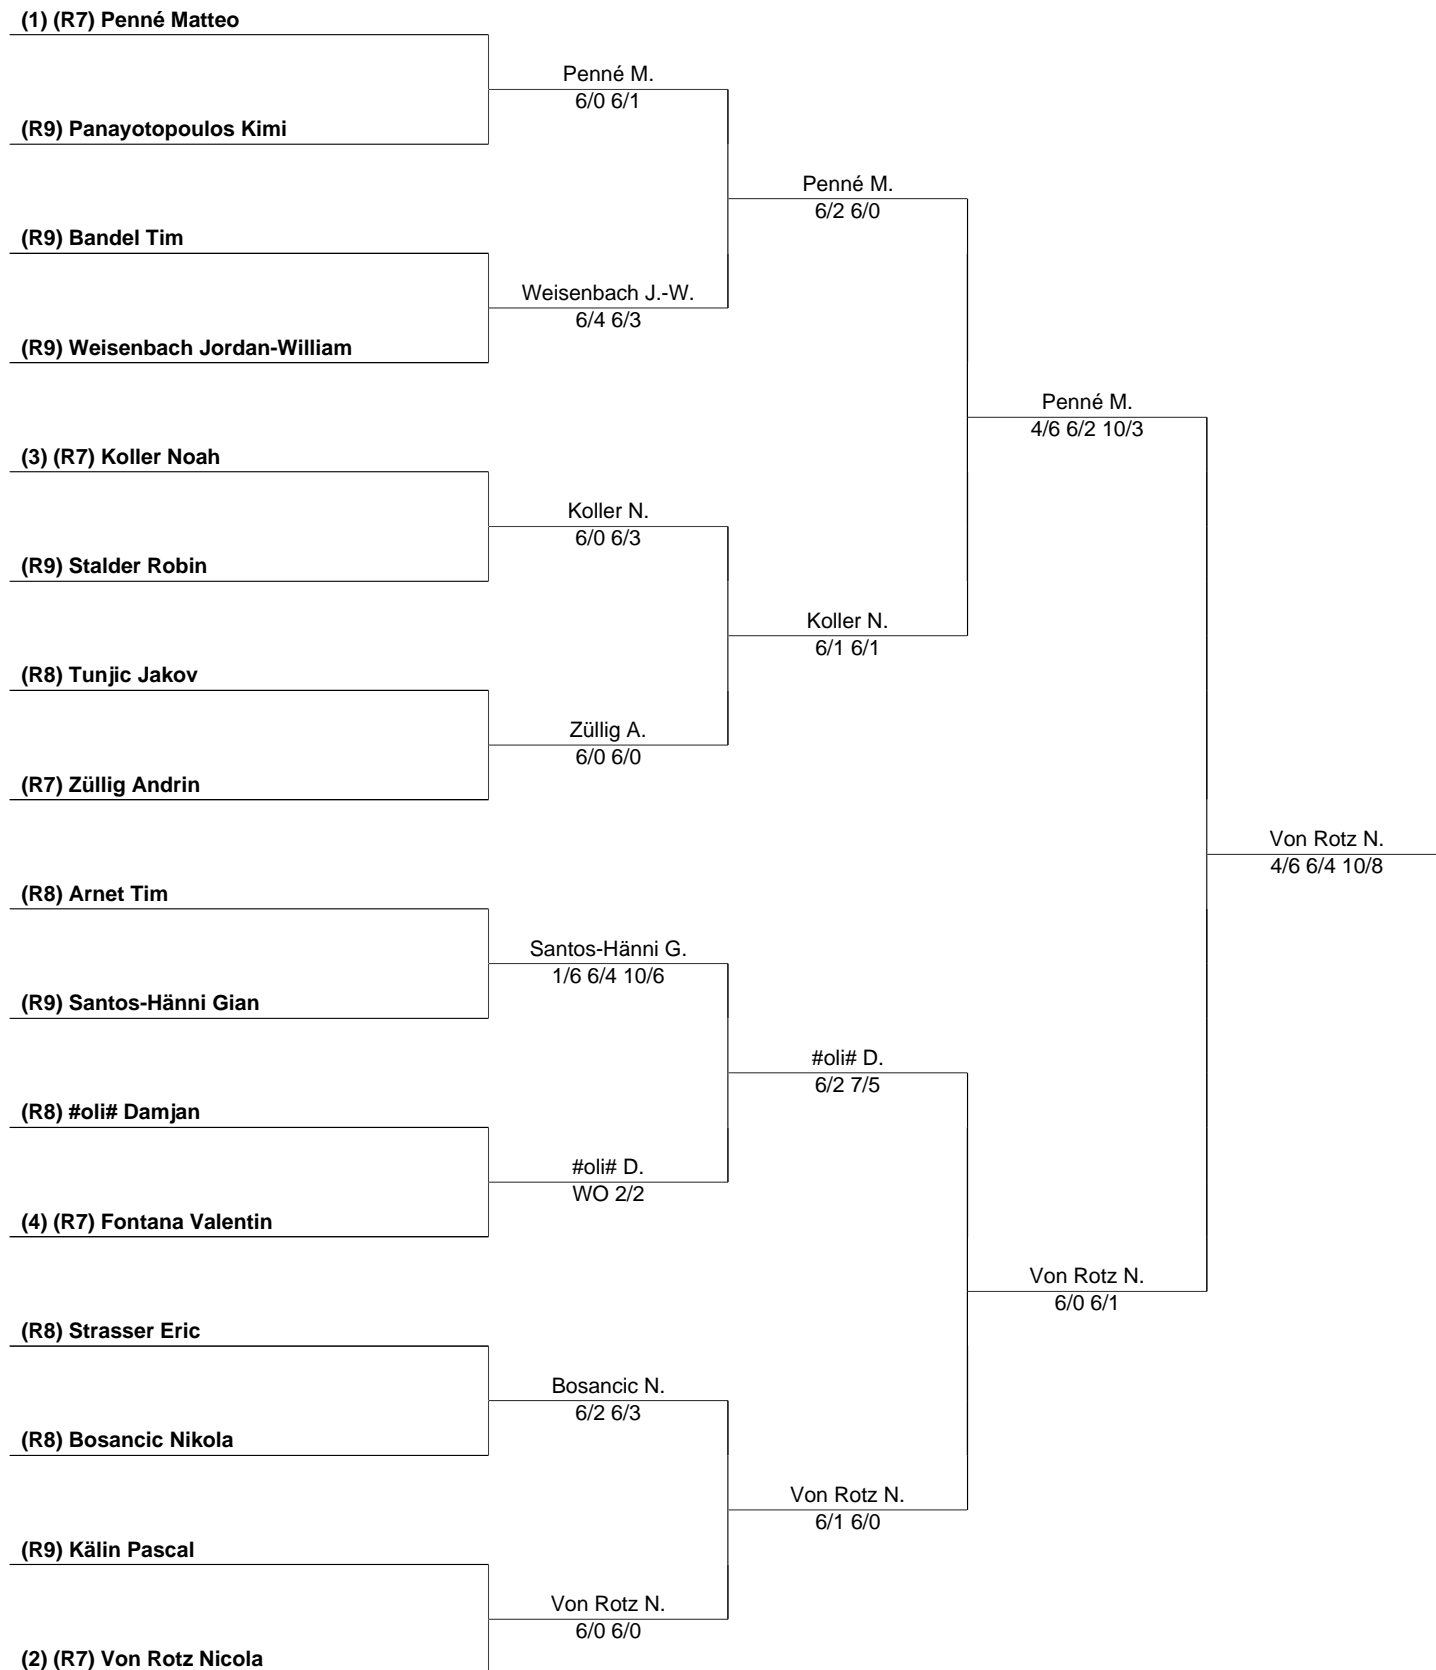 (1) (R7) Penné Matteo
Penné M.
6/0 6/1
(R9) Panayotopoulos Kimi
Penné M.
6/2 6/0
(R9) Bandel Tim
Weisenbach J.-W.
6/4 6/3
(R9) Weisenbach Jordan-William
Penné M.
4/6 6/2 10/3
(3) (R7) Koller Noah
Koller N.
6/0 6/3
(R9) Stalder Robin
Koller N.
6/1 6/1
(R8) Tunjic Jakov
Züllig A.
6/0 6/0
(R7) Züllig Andrin
Von Rotz N.
4/6 6/4 10/8
(R8) Arnet Tim
Santos-Hänni G.
1/6 6/4 10/6
(R9) Santos-Hänni Gian
#oli# D.
6/2 7/5
(R8) #oli# Damjan
#oli# D.
WO 2/2
(4) (R7) Fontana Valentin
Von Rotz N.
6/0 6/1
(R8) Strasser Eric
Bosancic N.
6/2 6/3
(R8) Bosancic Nikola
Von Rotz N.
6/1 6/0
(R9) Kälin Pascal
Von Rotz N.
6/0 6/0
(2) (R7) Von Rotz Nicola